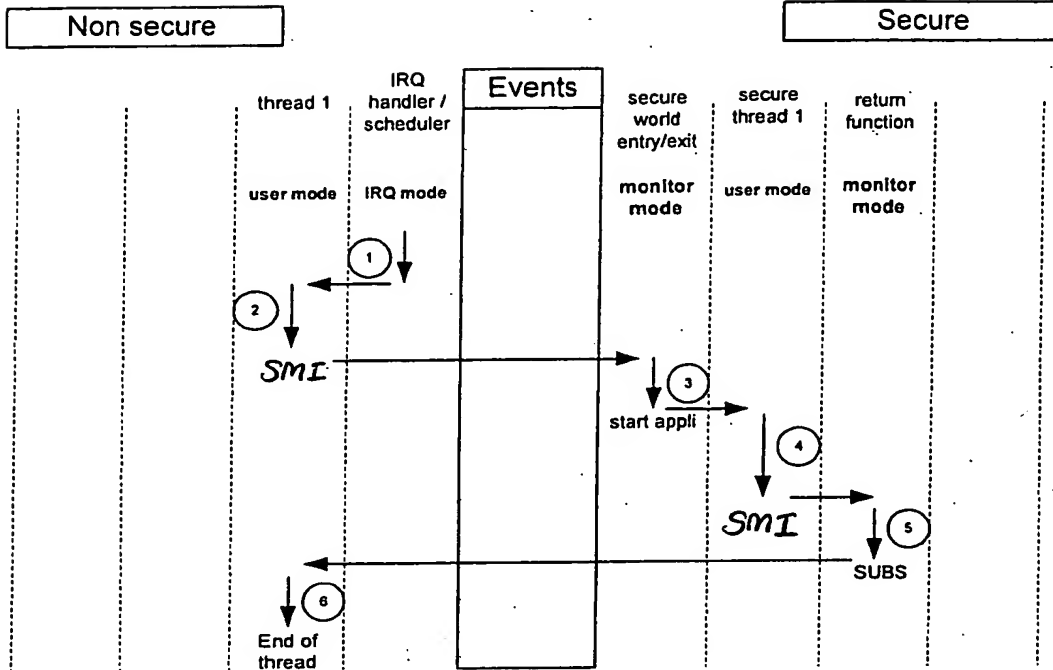 Non secure
Secure
Events
thread 1
IRQ
handler /
scheduler
secure
world
entry/exit
secure
thread 1
return
function
user mode
IRQ mode
monitor
mode
user mode
monitor
mode
1
2
SMI
3
start appli
4
SMI
5
SUBS
6
End of
thread